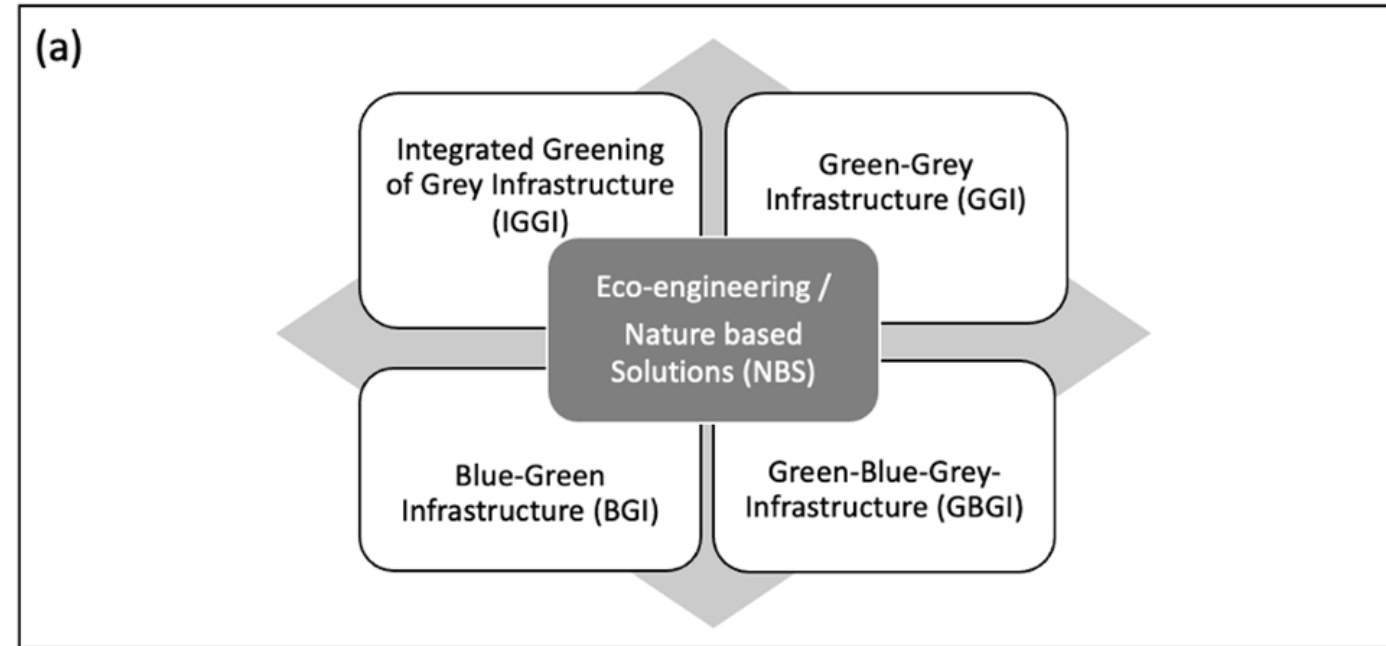 (a)
Integrated Greening
of Grey Infrastructure
(IGGI)
Green-Grey
Infrastructure (GGI)
Eco-engineering /
Nature based
Solutions (NBS)
Blue-Green
Infrastructure (BGI)
Green-Blue-Grey-
Infrastructure (GBGI)